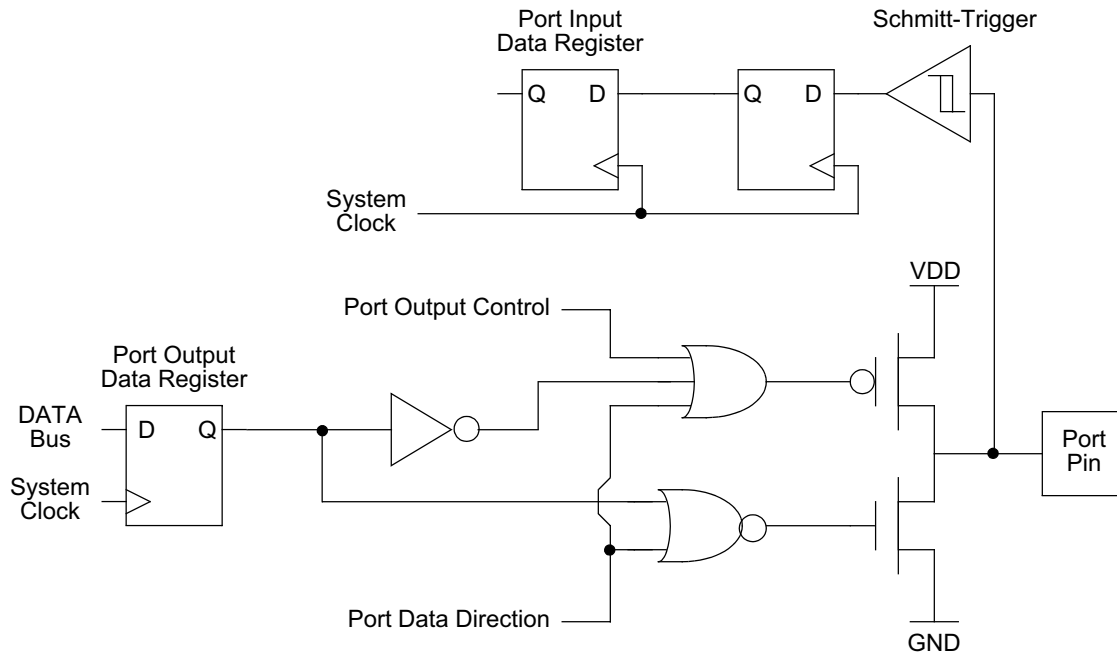 Port Input
Data Register
Schmitt-Trigger
Q
D
Q
D
System
Clock
VDD
Port Output Control
Port Output
Data Register
DATA
Bus
D
Q
System
Clock
Port
Pin
Port Data Direction
GND